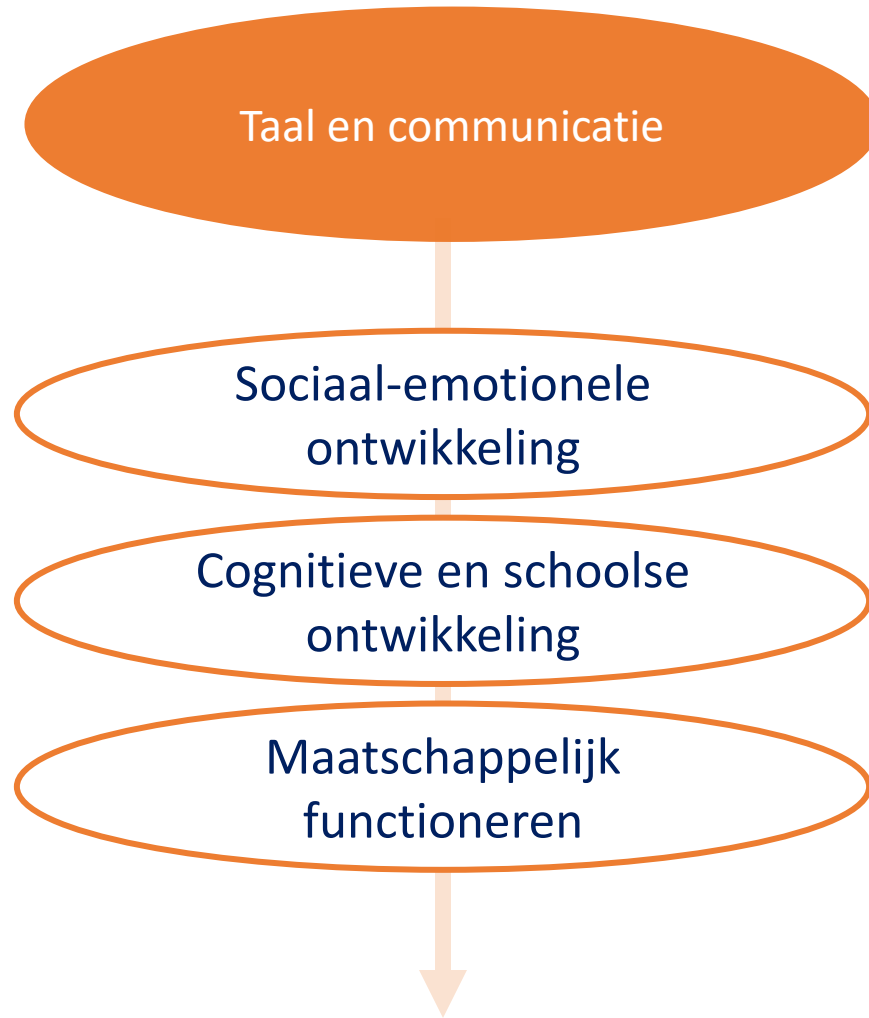 Taal en communicatie
Sociaal-emotionele
ontwikkeling
Cognitieve en schoolse
ontwikkeling
Maatschappelijk
functioneren